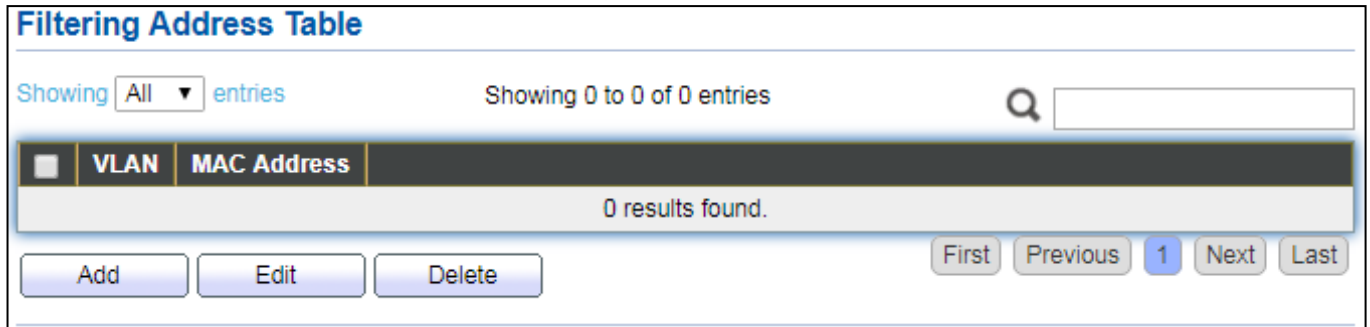 Filtering Address Table
Showing All entries Showing 0 to 0 of 0 entries
VLAN MAC Address
0 results found.
First Previous 1 Next Last
Add Edit Delete